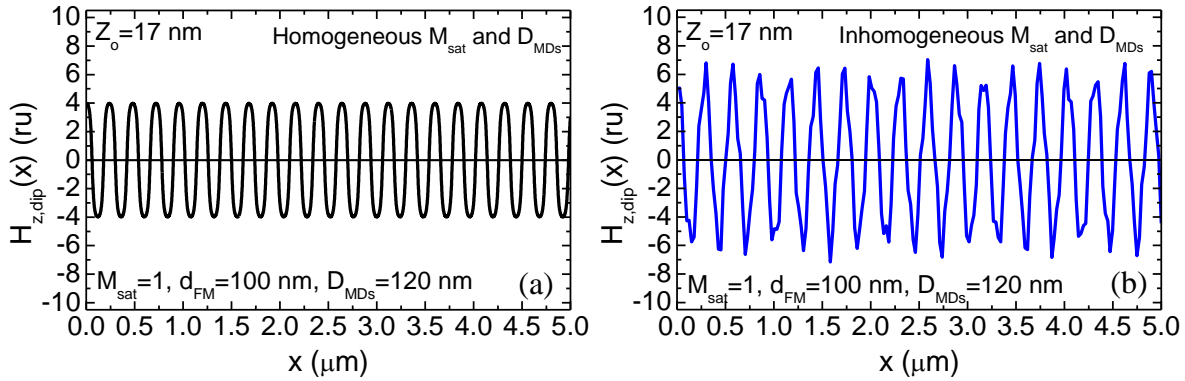 10
8
6
4
2
0
-2
-4
-6
-8
-10
H_z,dip(x) (ru)
Z_o=17 nm
Homogeneous M_sat and D_MDs
M_sat=1, d_FM=100 nm, D_MDs=120 nm
(a)
0.0 0.5 1.0 1.5 2.0 2.5 3.0 3.5 4.0 4.5 5.0
x (μm)
10
8
6
4
2
0
-2
-4
-6
-8
-10
H_z,dip(x) (ru)
Z_o=17 nm
Inhomogeneous M_sat and D_MDs
M_sat=1, d_FM=100 nm, D_MDs=120 nm
(b)
0.0 0.5 1.0 1.5 2.0 2.5 3.0 3.5 4.0 4.5 5.0
x (μm)